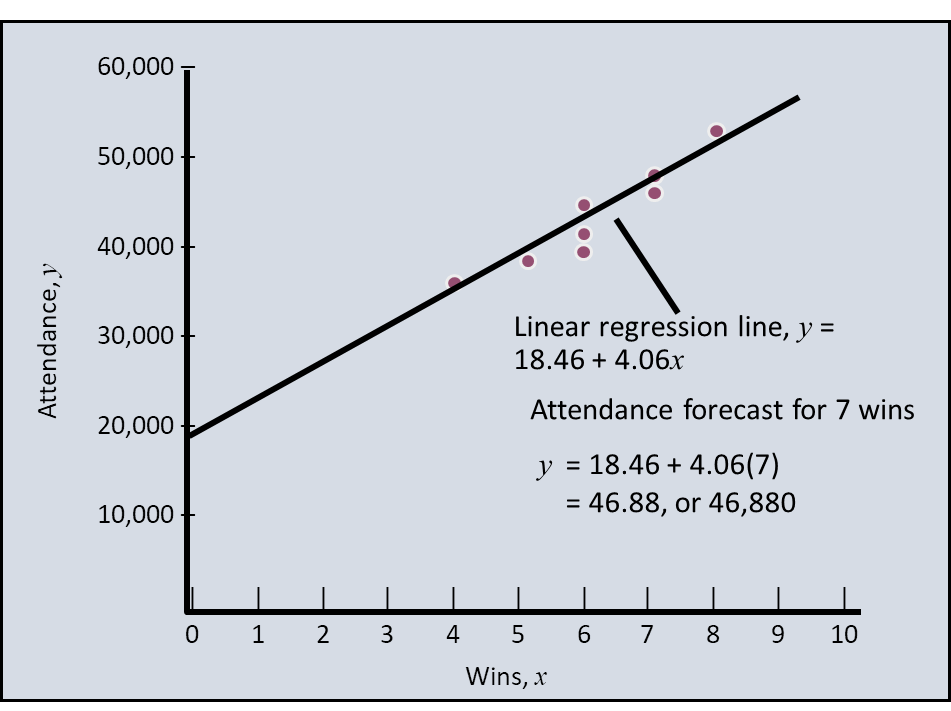 60,000
50,000
40,000
30,000
20,000
10,000
Attendance, y
Linear regression line, y =
18.46 + 4.06x
Attendance forecast for 7 wins
y = 18.46 + 4.06(7)
= 46.88, or 46,880
0 1 2 3 4 5 6 7 8 9 10
Wins, x